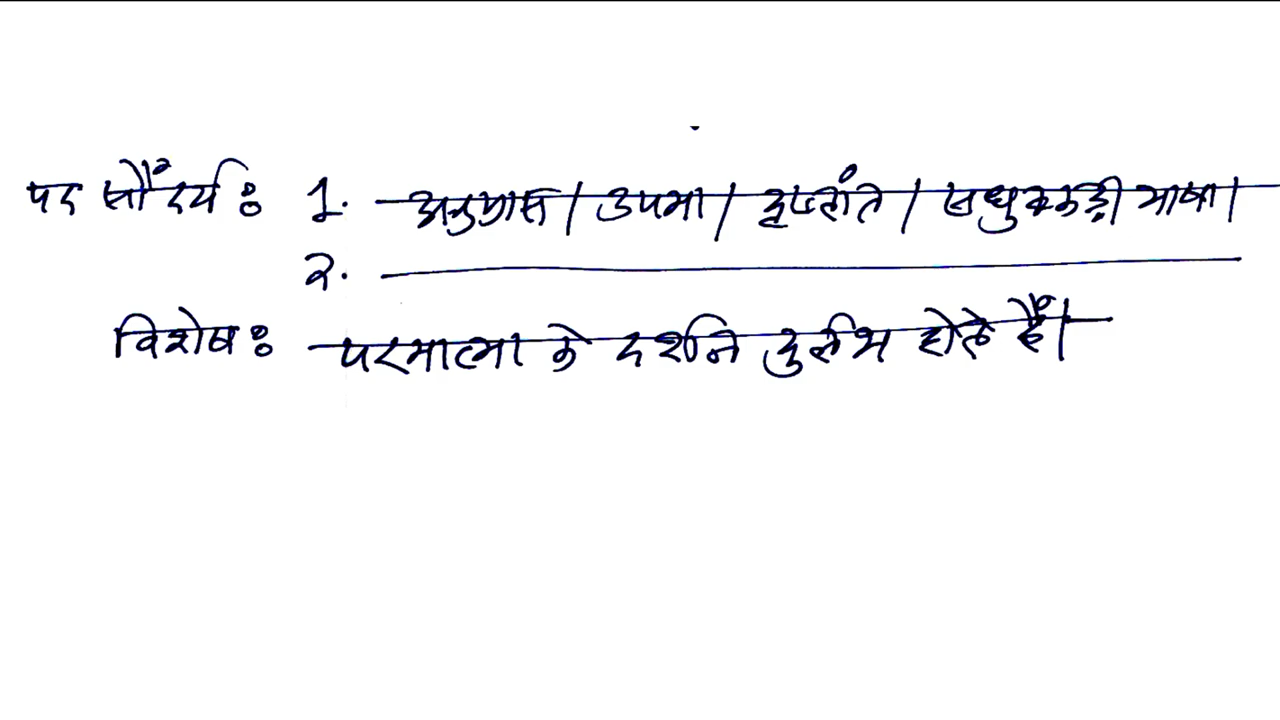 पद सौंदर्य : 1. अनुप्रास । उपमा । दृष्टांत । सधुक्कड़ी भाषा ।
2.
विशेष : परमात्मा के दर्शन दुर्लभ होते हैं।